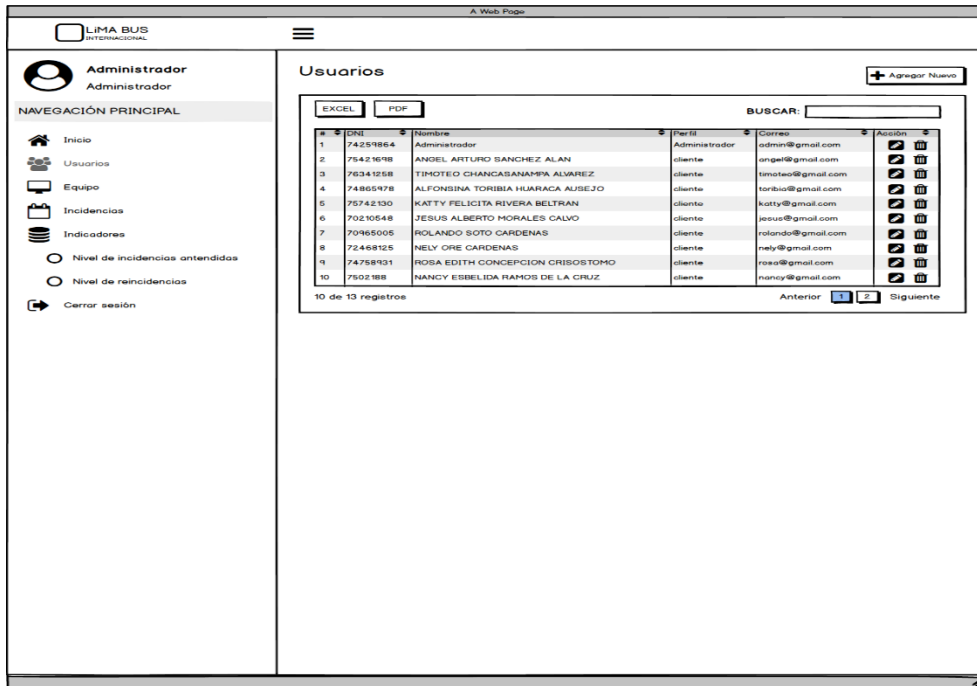 A Web Page
LiMA BUS
INTERNACIONAL
Administrador
Administrador
NAVEGACIÓN PRINCIPAL
Inicio
Usuarios
Equipo
Incidencias
Indicadores
Nivel de incidencias antendidas
Nivel de reincidencias
Cerrar sesión
Usuarios
Agregar Nuevo
EXCEL PDF BUSCAR:
# DNI Nombre Perfil Correo Acción
1 74259864 Administrador Administrador admin@gmail.com
2 75421698 ANGEL ARTURO SANCHEZ ALAN cliente angel@gmail.com
3 76341258 TIMOTEO CHANCASANAMPA ALVAREZ cliente timoteo@gmail.com
4 74865978 ALFONSINA TORIBIA HUARACA AUSEJO cliente toribia@gmail.com
5 75742130 KATTY FELICITA RIVERA BELTRAN cliente katty@gmail.com
6 70210548 JESUS ALBERTO MORALES CALVO cliente jesus@gmail.com
7 70965005 ROLANDO SOTO CARDENAS cliente rolando@gmail.com
8 72468125 NELY ORE CARDENAS cliente nely@gmail.com
9 74758931 ROSA EDITH CONCEPCION CRISOSTOMO cliente rosa@gmail.com
10 7502188 NANCY ESBELIDA RAMOS DE LA CRUZ cliente nancy@gmail.com
10 de 13 registros Anterior 1 2 Siguiente